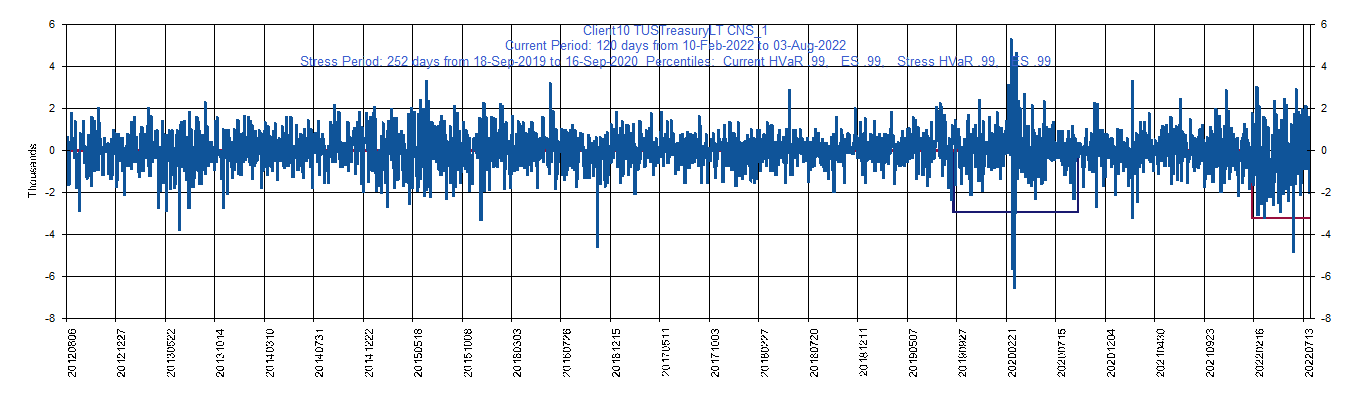 Client10 TUSTreasuryLT CNS_1
Current Period: 120 days from 10-Feb-2022 to 03-Aug-2022
Stress Period: 252 days from 18-Sep-2019 to 16-Sep-2020 Percentiles: Current HVaR .99, ES .99, Stress HVaR .99, ES .99
6 6
4 4
2 2
0 0
-2 -2
-4 -4
-6 -6
-8 -8
Thousands
20120806 20121227 20130522 20131014 20140310 20140731 20141222 20150518 20151008 20160303 20160726 20161215 20170511 20171003 20180227 20180720 20181211 20190507 20190927 20200221 20200715 20201204 20210430 20210923 20220216 20220713